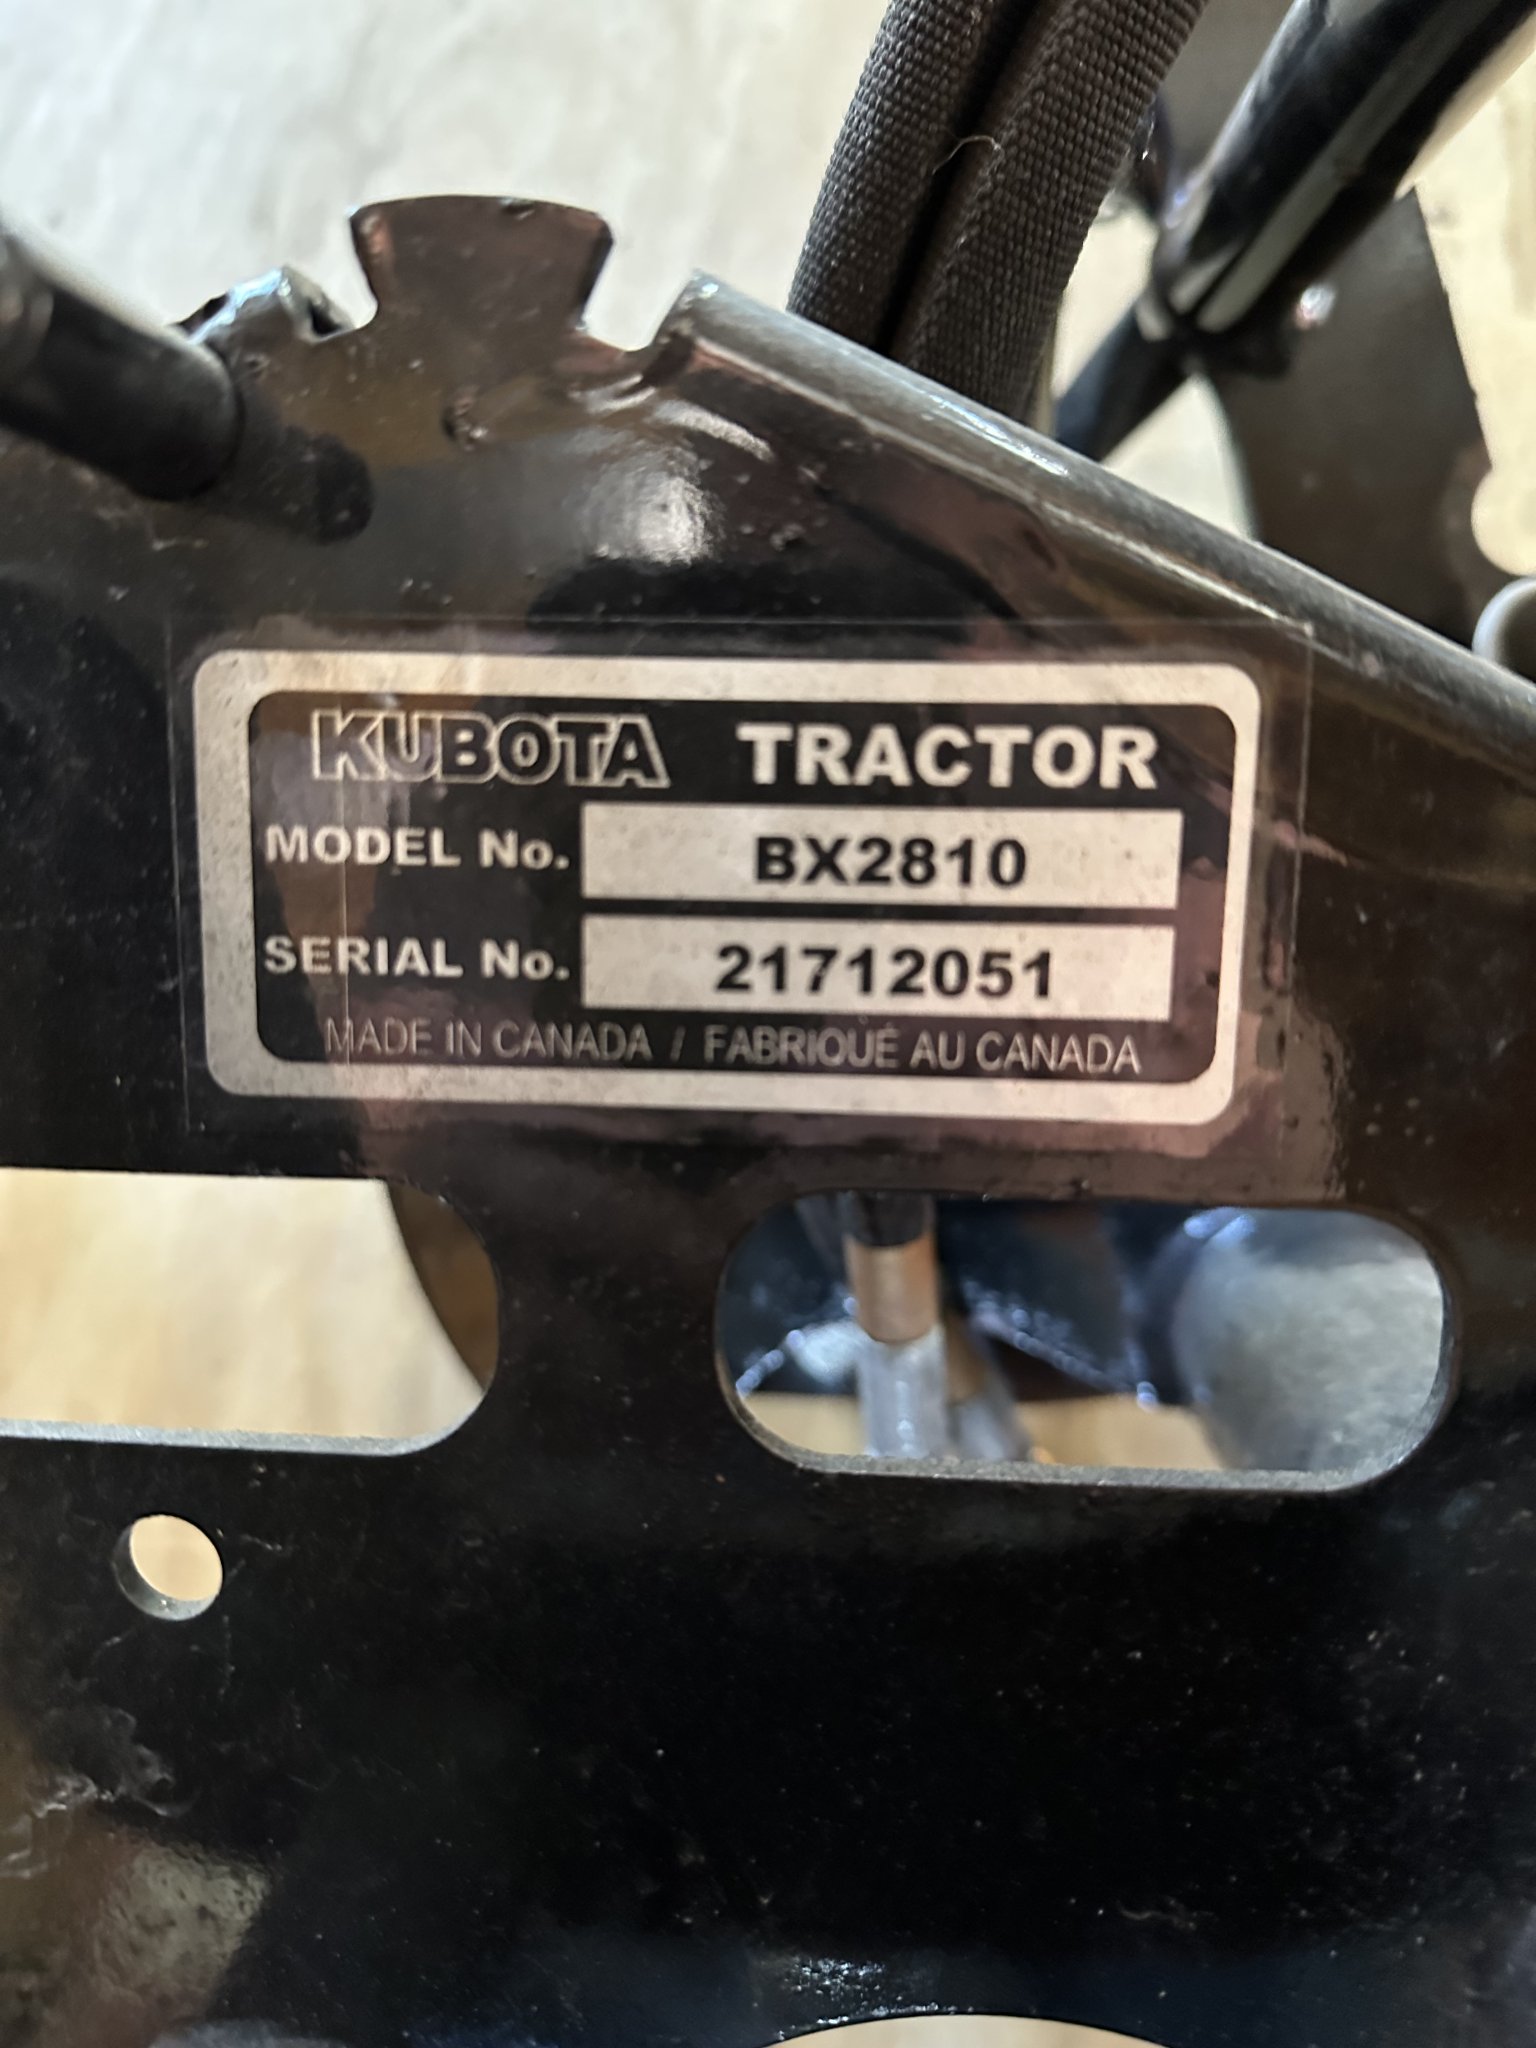 KUBOTA TRACTOR
MODEL No. BX2810
SERIAL No. 21712051
MADE IN CANADA / FABRIQUÉ AU CANADA